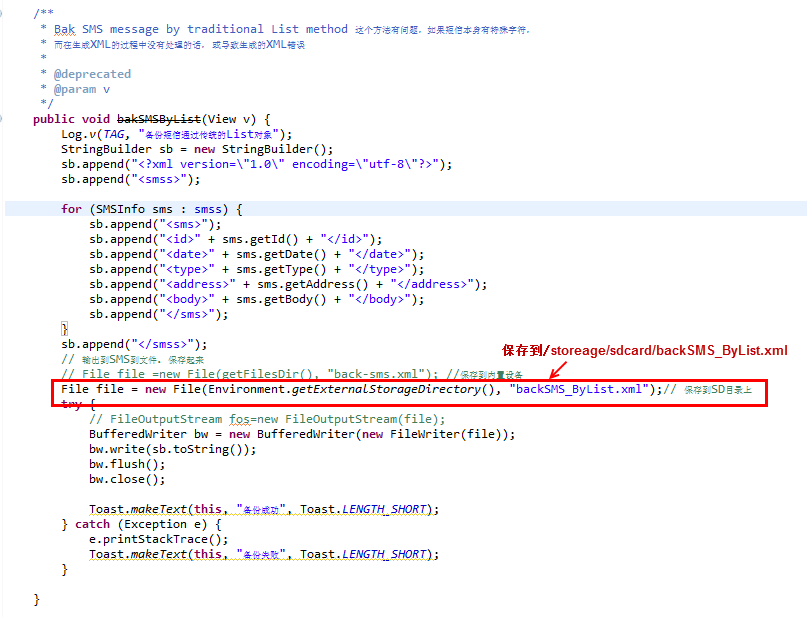 /**
 * Bak SMS message by traditional List method 这个方法有问题，如果短信本身有特殊字符，
 * 而在生成XML的过程中没有处理的话， 或导致生成的XML错误
 *
 * @deprecated
 * @param v
 */
public void bakSMSByList(View v) {
    Log.v(TAG, "备份短信通过传统的List对象");
    StringBuilder sb = new StringBuilder();
    sb.append("<?xml version=\"1.0\" encoding=\"utf-8\"?>");
    sb.append("<smss>");
    for (SMSInfo sms : smss) {
        sb.append("<sms>");
        sb.append("<id>" + sms.getId() + "</id>");
        sb.append("<date>" + sms.getDate() + "</date>");
        sb.append("<type>" + sms.getType() + "</type>");
        sb.append("<address>" + sms.getAddress() + "</address>");
        sb.append("<body>" + sms.getBody() + "</body>");
        sb.append("</sms>");
    }
    sb.append("</smss>");
保存到/storeage/sdcard/backSMS_ByList.xml
    // 输出到SMS到文件，保存起来
    // File file =new File(getFilesDir(), "back-sms.xml"); //保存到内置设备
    File file = new File(Environment.getExternalStorageDirectory(), "backSMS_ByList.xml");// 保存到SD目录上
    try {
        // FileOutputStream fos=new FileOutputStream(file);
        BufferedWriter bw = new BufferedWriter(new FileWriter(file));
        bw.write(sb.toString());
        bw.flush();
        bw.close();
        Toast.makeText(this, "备份成功", Toast.LENGTH_SHORT);
    } catch (Exception e) {
        e.printStackTrace();
        Toast.makeText(this, "备份失败", Toast.LENGTH_SHORT);
    }
}